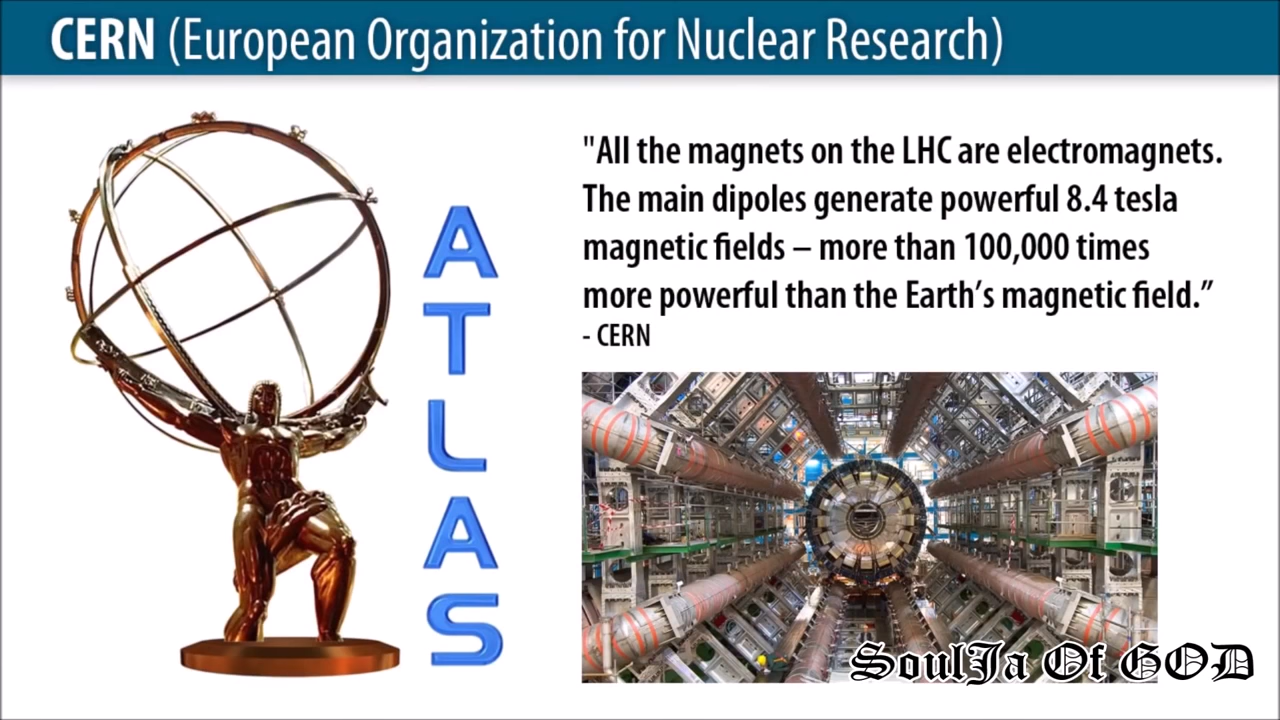 CERN (European Organization for Nuclear Research)
ATLAS
"All the magnets on the LHC are electromagnets.
The main dipoles generate powerful 8.4 tesla
magnetic fields – more than 100,000 times
more powerful than the Earth's magnetic field.”
- CERN
SoulJa Of GOD